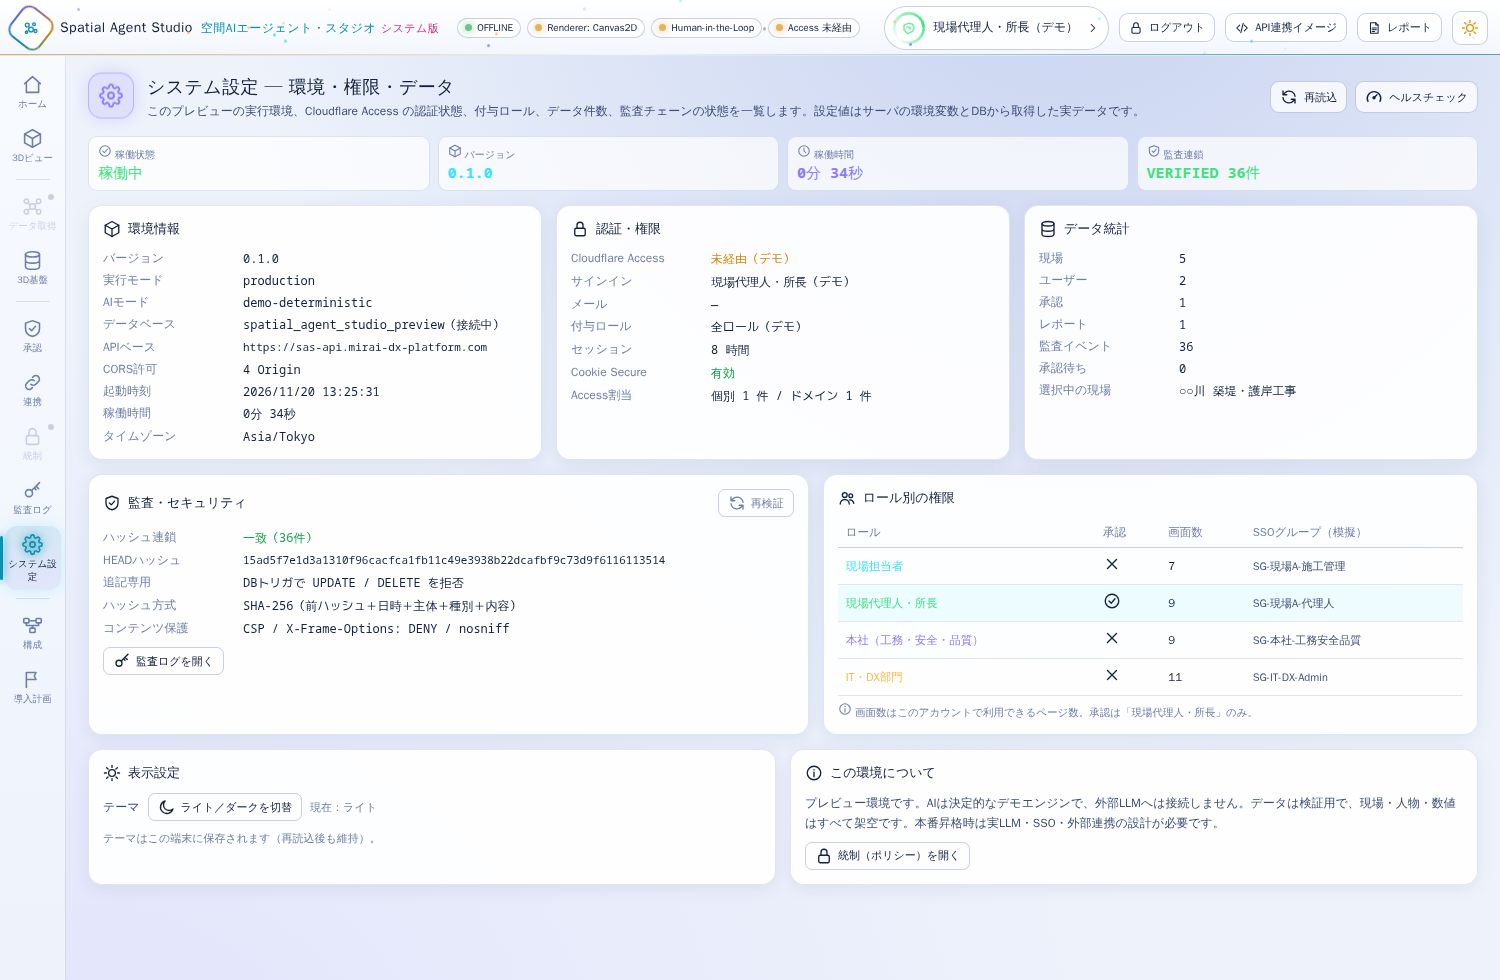 Spatial Agent Studio 空間AIエージェント・スタジオ システム版
OFFLINE
Renderer: Canvas2D
Human-in-the-Loop
Access 未経由
現場代理人・所長（デモ）
ログアウト
API連携イメージ
レポート
ホーム
3Dビュー
データ取得
3D基盤
承認
連携
統制
監査ログ
システム設定
構成
導入計画
システム設定 — 環境・権限・データ
このプレビューの実行環境、Cloudflare Access の認証状態、付与ロール、データ件数、監査チェーンの状態を一覧します。設定値はサーバの環境変数とDBから取得した実データです。
再読込
ヘルスチェック
稼働状態
稼働中
バージョン
0.1.0
稼働時間
0分 34秒
監査連鎖
VERIFIED 36件
環境情報
バージョン 0.1.0
実行モード production
AIモード demo-deterministic
データベース spatial_agent_studio_preview（接続中）
APIベース https://sas-api.mirai-dx-platform.com
CORS許可 4 Origin
起動時刻 2026/11/20 13:25:31
稼働時間 0分 34秒
タイムゾーン Asia/Tokyo
認証・権限
Cloudflare Access 未経由（デモ）
サインイン 現場代理人・所長（デモ）
メール —
付与ロール 全ロール（デモ）
セッション 8 時間
Cookie Secure 有効
Access割当 個別 1 件 / ドメイン 1 件
データ統計
現場 5
ユーザー 2
承認 1
レポート 1
監査イベント 36
承認待ち 0
選択中の現場 ○○川 築堤・護岸工事
監査・セキュリティ
再検証
ハッシュ連鎖 一致（36件）
HEADハッシュ 15ad5f7e1d3a1310f96cacfca1fb11c49e3938b22dcafbf9c73d9f6116113514
追記専用 DBトリガで UPDATE / DELETE を拒否
ハッシュ方式 SHA-256（前ハッシュ＋日時＋主体＋種別＋内容）
コンテンツ保護 CSP / X-Frame-Options: DENY / nosniff
監査ログを開く
ロール別の権限
ロール 承認 画面数 SSOグループ（模擬）
現場担当者 7 SG-現場A-施工管理
現場代理人・所長 9 SG-現場A-代理人
本社（工務・安全・品質） 9 SG-本社-工務安全品質
IT・DX部門 11 SG-IT-DX-Admin
画面数はこのアカウントで利用できるページ数。承認は「現場代理人・所長」のみ。
表示設定
テーマ ライト／ダークを切替 現在：ライト
テーマはこの端末に保存されます（再読込後も維持）。
この環境について
プレビュー環境です。AIは決定的なデモエンジンで、外部LLMへは接続しません。データは検証用で、現場・人物・数値
はすべて架空です。本番昇格時は実LLM・SSO・外部連携の設計が必要です。
統制（ポリシー）を開く